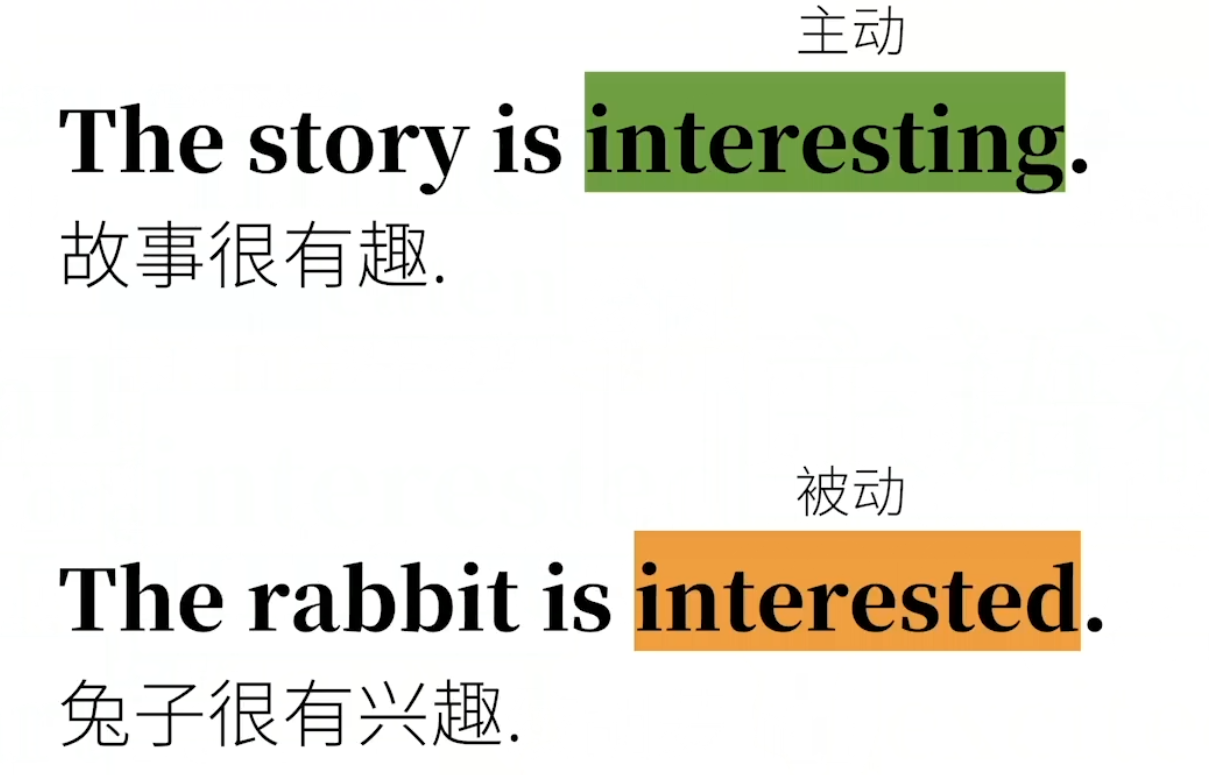 主动
The story is interesting.
故事很有趣.
被动
The rabbit is interested.
兔子很有兴趣.